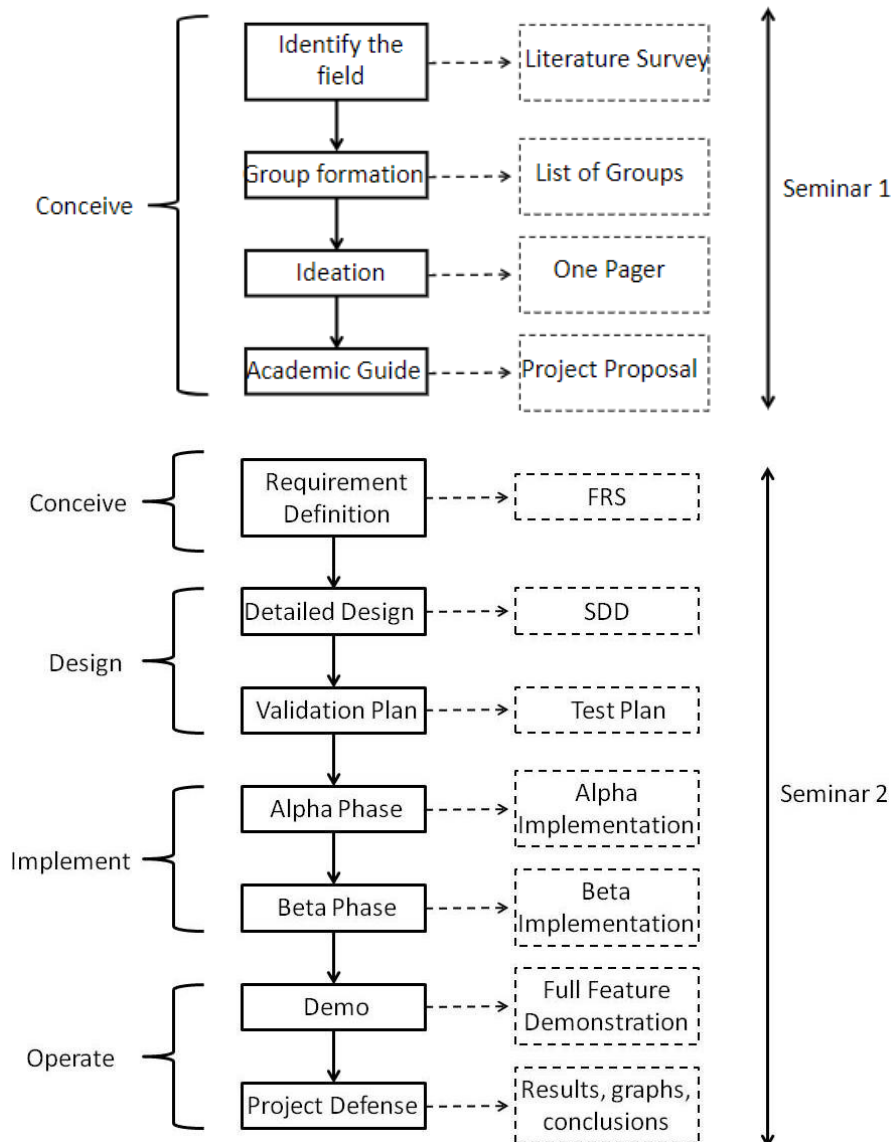 Identify the
field
Literature Survey
Group formation
List of Groups
Conceive
Seminar 1
Ideation
One Pager
Academic Guide
Project Proposal
Requirement
Definition
FRS
Conceive
Detailed Design
SDD
Design
Validation Plan
Test Plan
Alpha Phase
Alpha
Implementation
Seminar 2
Implement
Beta Phase
Beta
Implementation
Demo
Full Feature
Demonstration
Operate
Project Defense
Results, graphs,
conclusions